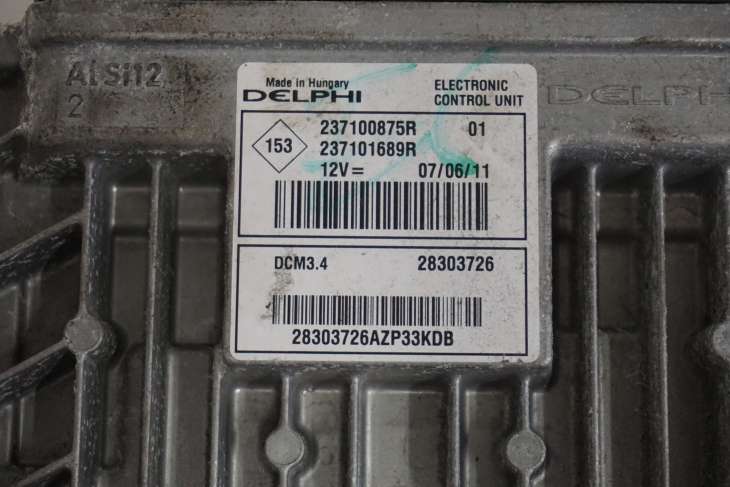 AlSi12
2
Made in Hungary
DELPHI
ELECTRONIC
CONTROL UNIT
DELPHI
153
237100875R 01
237101689R
12V= 07/06/11
DCM3.4 28303726
28303726AZP33KDB